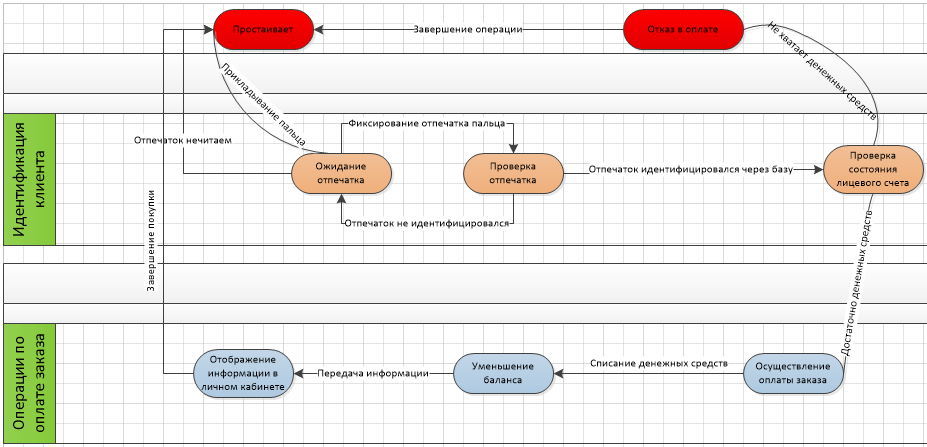 Простаивает
Завершение операции
Отказ в оплате
Не хватает денежных средств
Прикладывание пальца
Идентификация
клиента
Отпечаток нечитаем
Фиксирование отпечатка пальца
Ожидание
отпечатка
Проверка
отпечатка
Отпечаток идентифицировался через базу
Проверка
состояния
лицевого счета
Отпечаток не идентифицировался
Завершение покупки
Достаточно денежных средств
Операции по
оплате заказа
Отображение
информации в
личном кабинете
Передача информации
Уменьшение
баланса
Списание денежных средств
Осуществление
оплаты заказа